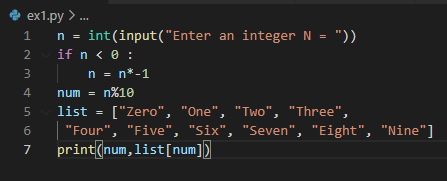 ex1.py > ...
1 n = int(input("Enter an integer N = "))
2 if n < 0 :
3     n = n*-1
4 num = n%10
5 list = ["Zero", "One", "Two", "Three",
6  "Four", "Five", "Six", "Seven", "Eight", "Nine"]
7 print(num,list[num])